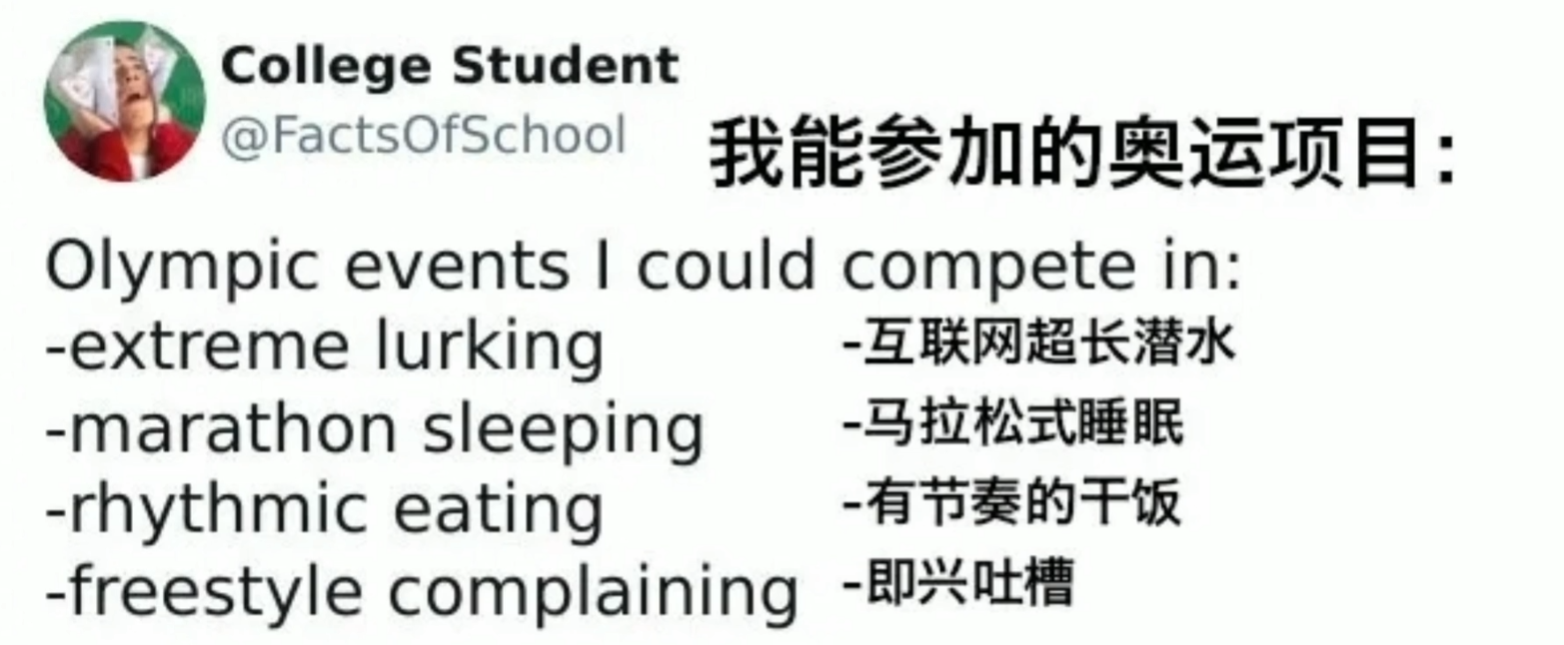 College Student
@FactsOfSchool
我能参加的奥运项目：
Olympic events I could compete in:
-extreme lurking
-互联网超长潜水
-marathon sleeping
-马拉松式睡眠
-rhythmic eating
-有节奏的干饭
-freestyle complaining
-即兴吐槽